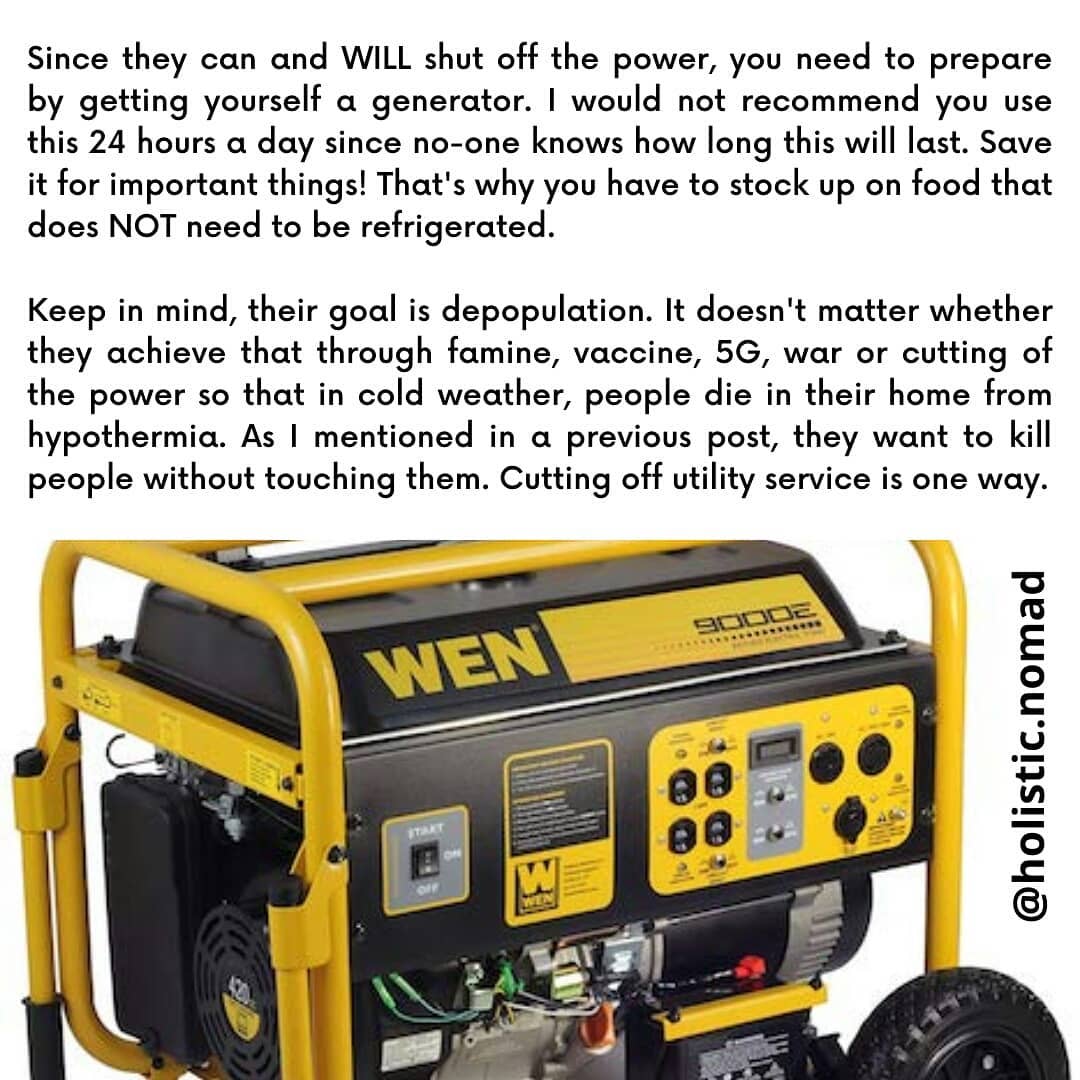 Since they can and WILL shut off the power, you need to prepare
by getting yourself a generator. I would not recommend you use
this 24 hours a day since no-one knows how long this will last. Save
it for important things! That's why you have to stock up on food that
does NOT need to be refrigerated.
Keep in mind, their goal is depopulation. It doesn't matter whether
they achieve that through famine, vaccine, 5G, war or cutting of
the power so that in cold weather, people die in their home from
hypothermia. As I mentioned in a previous post, they want to kill
people without touching them. Cutting off utility service is one way.
@holistic.nomad
WEN
9000E
START
ON
OFF
W
WEN
420